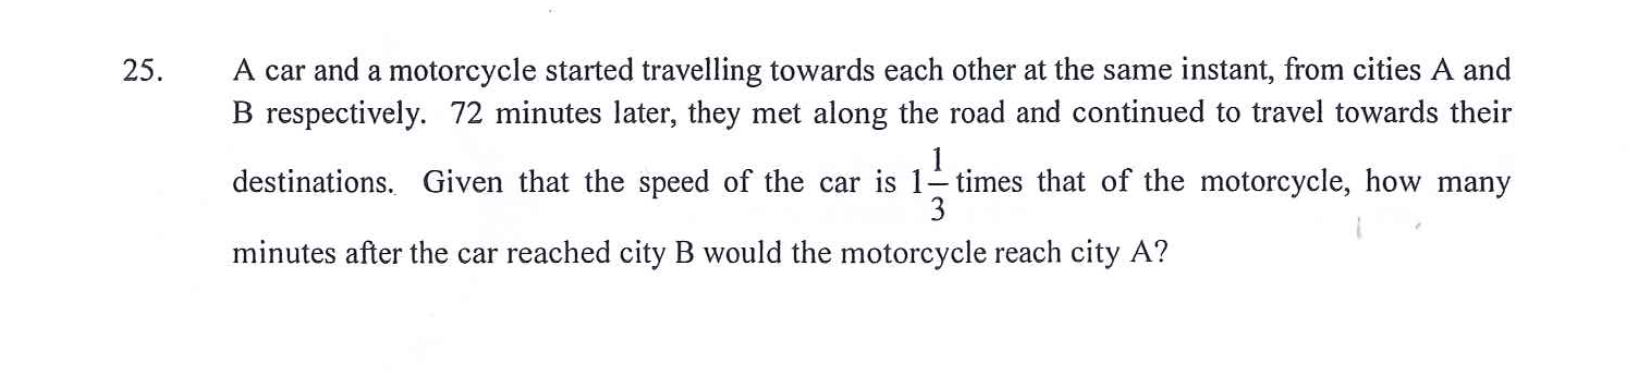 25. A car and a motorcycle started travelling towards each other at the same instant, from cities A and
B respectively. 72 minutes later, they met along the road and continued to travel towards their
destinations. Given that the speed of the car is 1 1/3 times that of the motorcycle, how many
minutes after the car reached city B would the motorcycle reach city A?